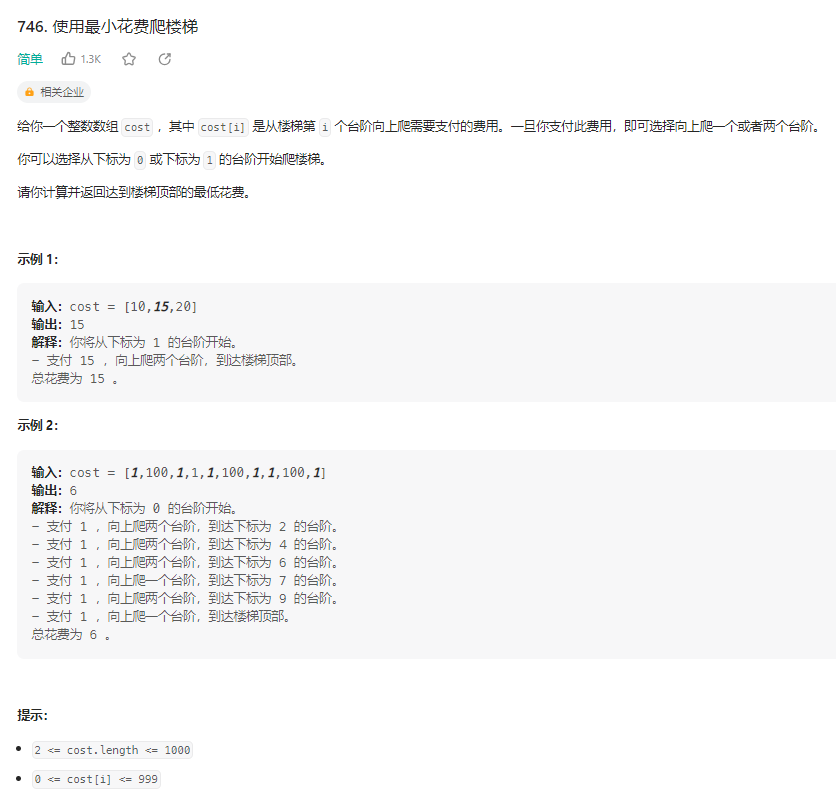 746. 使用最小花费爬楼梯
简单 1.3K
相关企业
给你一个整数数组 cost ，其中 cost[i] 是从楼梯第 i 个台阶向上爬需要支付的费用。一旦你支付此费用，即可选择向上爬一个或者两个台阶。
你可以选择从下标为 0 或下标为 1 的台阶开始爬楼梯。
请你计算并返回达到楼梯顶部的最低花费。
示例 1：
输入：cost = [10,15,20]
输出：15
解释：你将从下标为 1 的台阶开始。
- 支付 15 ，向上爬两个台阶，到达楼梯顶部。
总花费为 15 。
示例 2：
输入：cost = [1,100,1,1,1,100,1,1,100,1]
输出：6
解释：你将从下标为 0 的台阶开始。
- 支付 1 ，向上爬两个台阶，到达下标为 2 的台阶。
- 支付 1 ，向上爬两个台阶，到达下标为 4 的台阶。
- 支付 1 ，向上爬两个台阶，到达下标为 6 的台阶。
- 支付 1 ，向上爬一个台阶，到达下标为 7 的台阶。
- 支付 1 ，向上爬两个台阶，到达下标为 9 的台阶。
- 支付 1 ，向上爬一个台阶，到达楼梯顶部。
总花费为 6 。
提示：
• 2 <= cost.length <= 1000
• 0 <= cost[i] <= 999